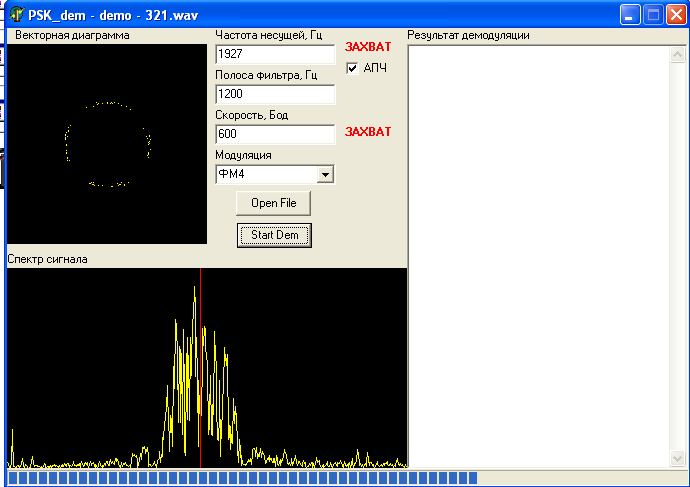 PSK_dem - demo - 321.wav
Векторная диаграмма
Частота несущей, Гц
1927
ЗАХВАТ
АПЧ
Полоса фильтра, Гц
1200
Скорость, Бод
600
ЗАХВАТ
Модуляция
ФМ4
Open File
Start Dem
Результат демодуляции
Спектр сигнала